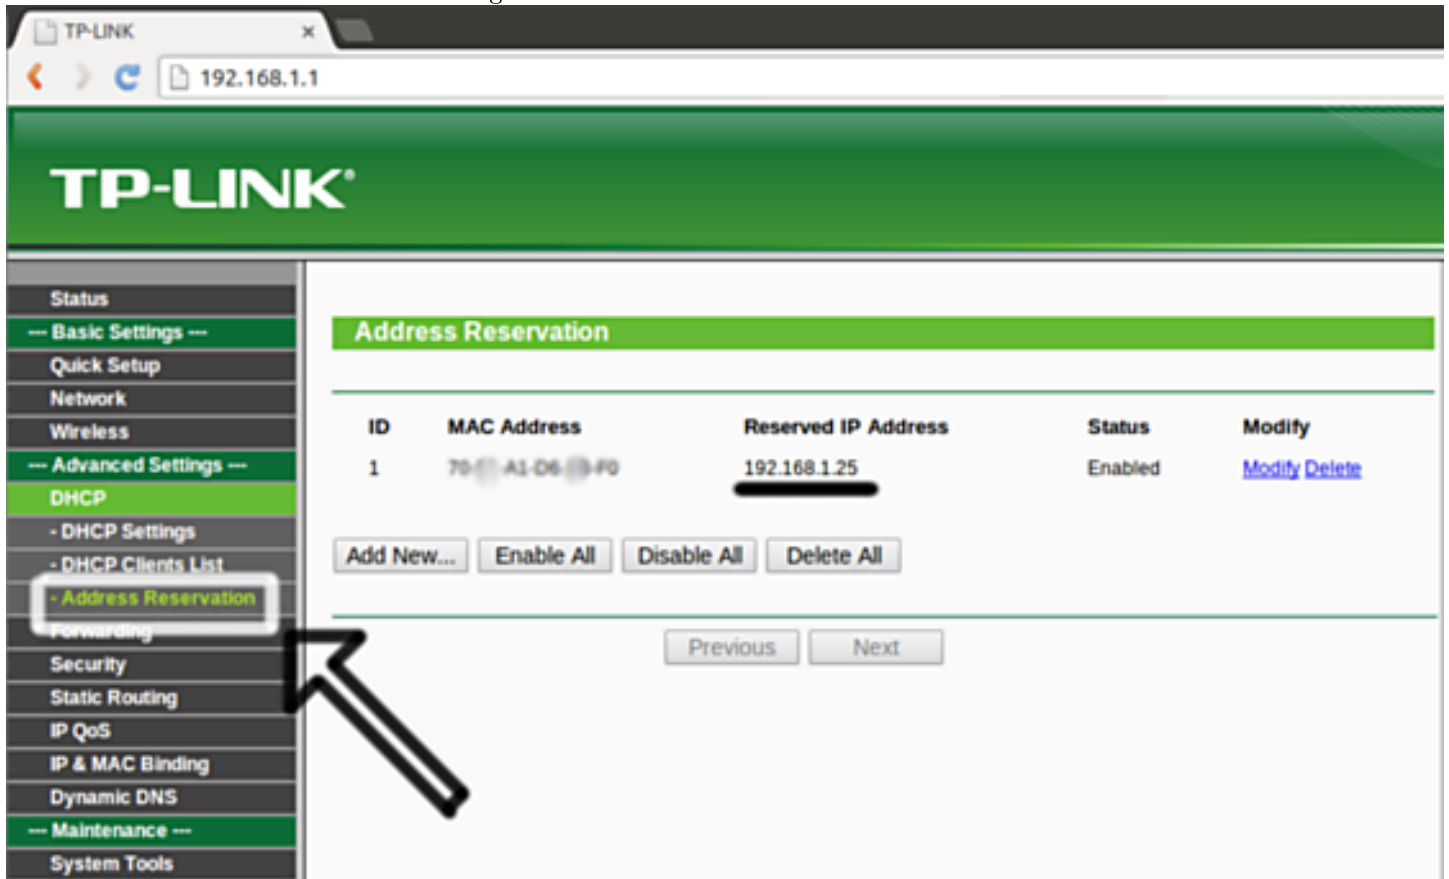 TP-LINK ×
192.168.1.1
TP-LINK®
Status
--- Basic Settings ---
Quick Setup
Network
Wireless
--- Advanced Settings ---
DHCP
- DHCP Settings
- DHCP Clients List
- Address Reservation
Forwarding
Security
Static Routing
IP QoS
IP & MAC Binding
Dynamic DNS
--- Maintenance ---
System Tools
Address Reservation
ID MAC Address Reserved IP Address Status Modify
1 192.168.1.25 Enabled Modify Delete
Add New... Enable All Disable All Delete All
Previous Next